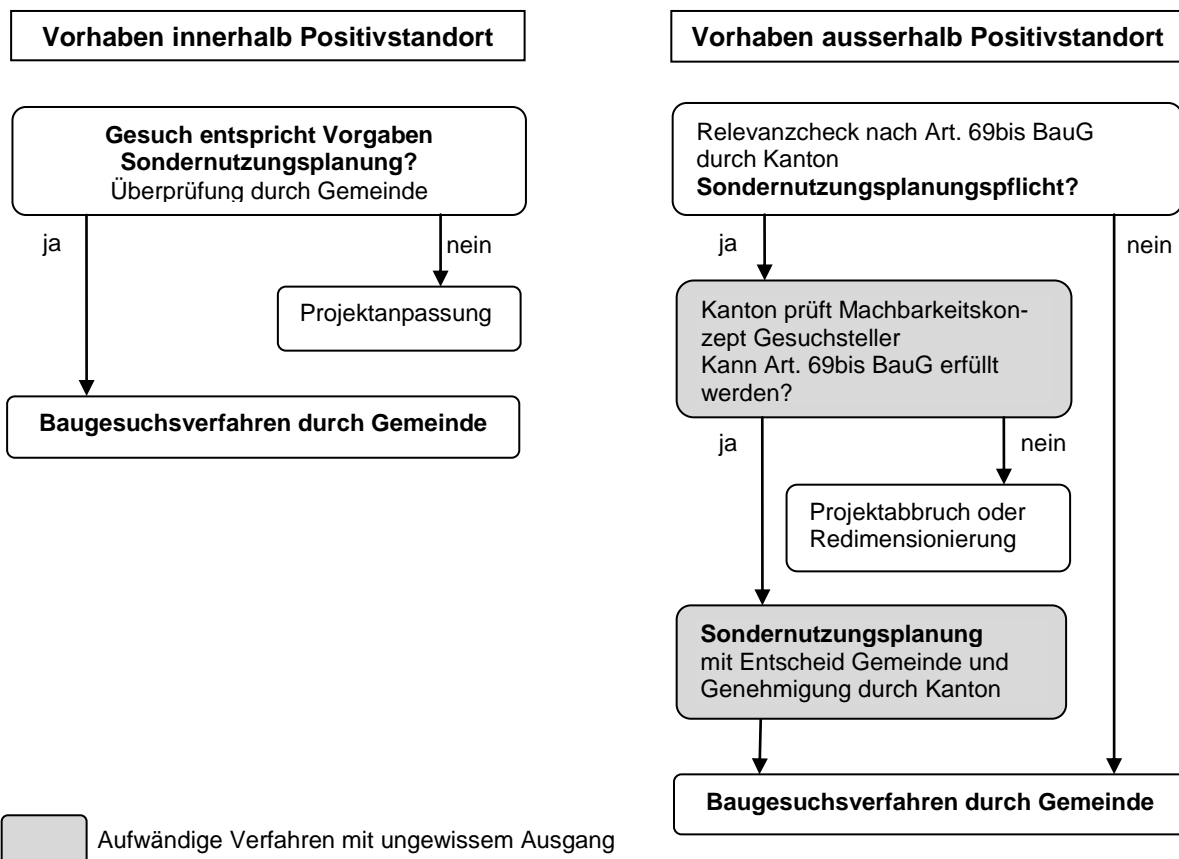 Vorhaben innerhalb Positivstandort
Gesuch entspricht Vorgaben
Sondernutzungsplanung?
Überprüfung durch Gemeinde
ja
nein
Projektanpassung
Baugesuchsverfahren durch Gemeinde
Vorhaben ausserhalb Positivstandort
Relevanzcheck nach Art. 69bis BauG
durch Kanton
Sondernutzungsplanungspflicht?
ja
nein
Kanton prüft Machbarkeitskon-
zept Gesuchsteller
Kann Art. 69bis BauG erfüllt
werden?
ja
nein
Projektabbruch oder
Redimensionierung
Sondernutzungsplanung
mit Entscheid Gemeinde und
Genehmigung durch Kanton
Baugesuchsverfahren durch Gemeinde
Aufwändige Verfahren mit ungewissem Ausgang